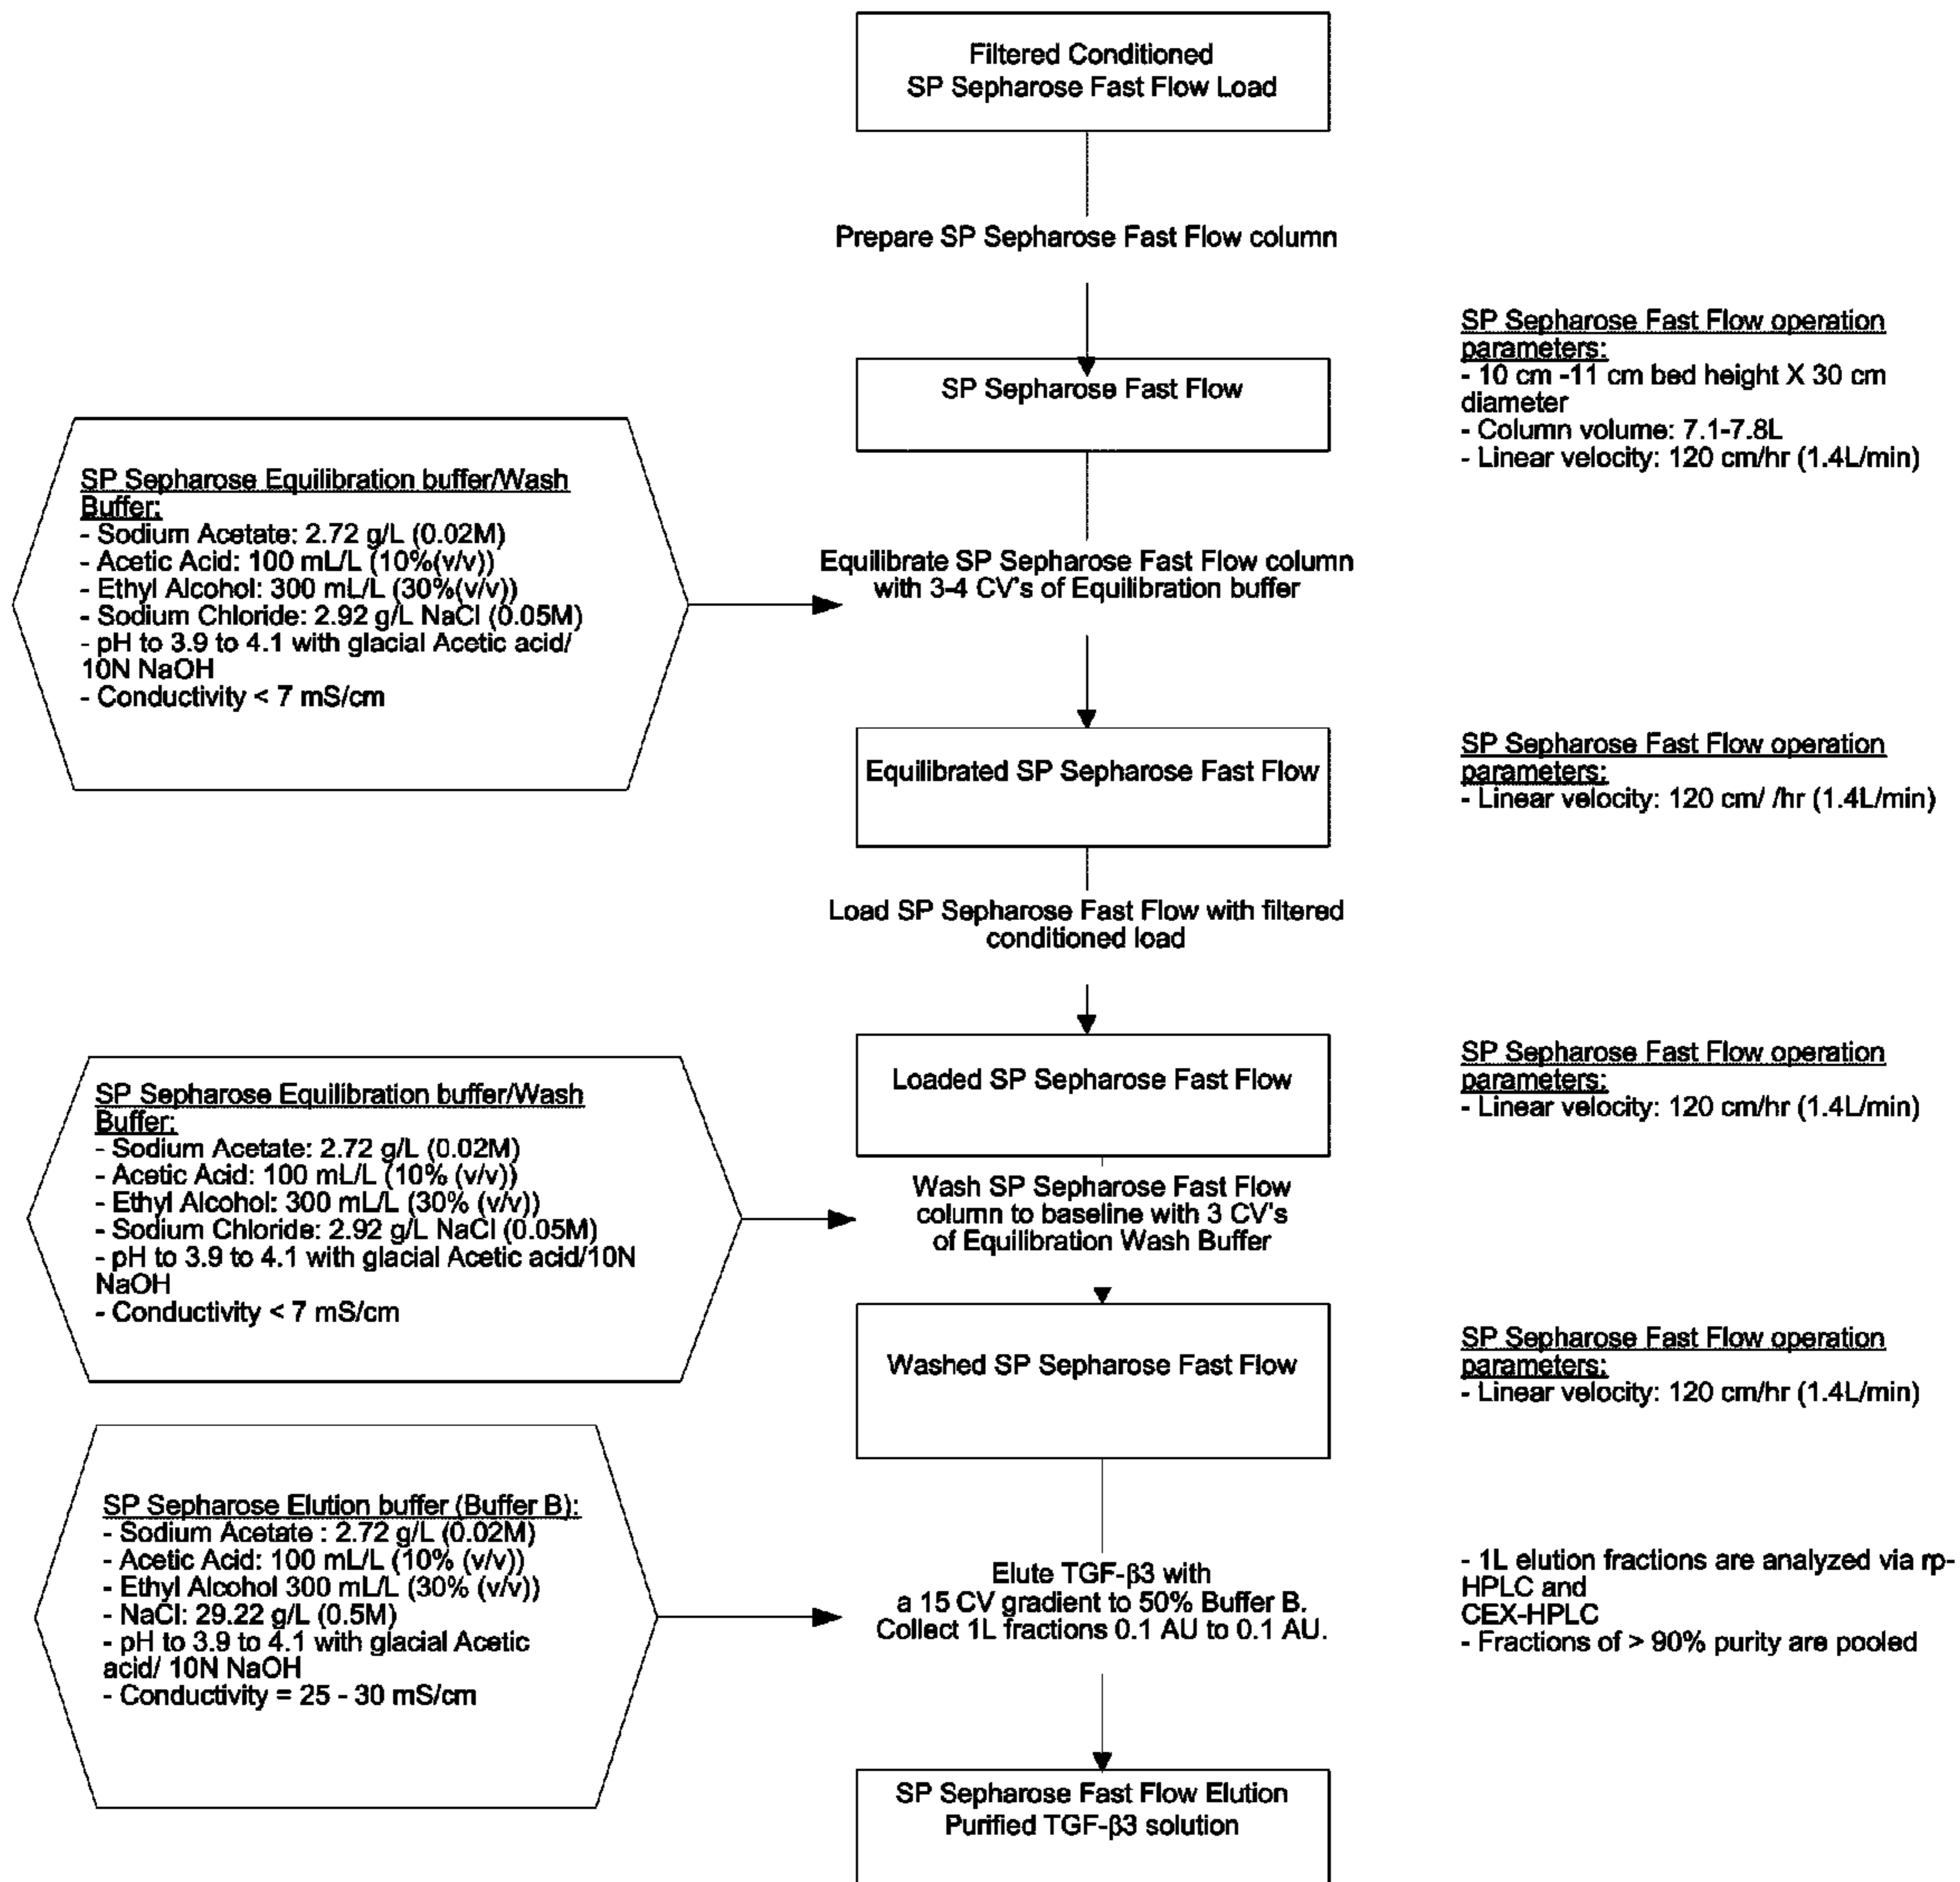 Filtered Conditioned
SP Sepharose Fast Flow Load
Prepare SP Sepharose Fast Flow column
SP Sepharose Fast Flow
SP Sepharose Fast Flow operation
parameters:
- 10 cm -11 cm bed height X 30 cm
diameter
- Column volume: 7.1-7.8L
- Linear velocity: 120 cm/hr (1.4L/min)
SP Sepharose Equilibration buffer/Wash
Buffer:
- Sodium Acetate: 2.72 g/L (0.02M)
- Acetic Acid: 100 mL/L (10%(v/v))
- Ethyl Alcohol: 300 mL/L (30%(v/v))
- Sodium Chloride: 2.92 g/L NaCl (0.05M)
- pH to 3.9 to 4.1 with glacial Acetic acid/
10N NaOH
- Conductivity < 7 mS/cm
Equilibrate SP Sepharose Fast Flow column
with 3-4 CV's of Equilibration buffer
Equilibrated SP Sepharose Fast Flow
SP Sepharose Fast Flow operation
parameters:
- Linear velocity: 120 cm/ /hr (1.4L/min)
Load SP Sepharose Fast Flow with filtered
conditioned load
Loaded SP Sepharose Fast Flow
SP Sepharose Fast Flow operation
parameters:
- Linear velocity: 120 cm/hr (1.4L/min)
SP Sepharose Equilibration buffer/Wash
Buffer:
- Sodium Acetate: 2.72 g/L (0.02M)
- Acetic Acid: 100 mL/L (10% (v/v))
- Ethyl Alcohol: 300 mL/L (30% (v/v))
- Sodium Chloride: 2.92 g/L NaCl (0.05M)
- pH to 3.9 to 4.1 with glacial Acetic acid/10N
NaOH
- Conductivity < 7 mS/cm
Wash SP Sepharose Fast Flow
column to baseline with 3 CV's
of Equilibration Wash Buffer
Washed SP Sepharose Fast Flow
SP Sepharose Fast Flow operation
parameters:
- Linear velocity: 120 cm/hr (1.4L/min)
SP Sepharose Elution buffer (Buffer B):
- Sodium Acetate : 2.72 g/L (0.02M)
- Acetic Acid: 100 mL/L (10% (v/v))
- Ethyl Alcohol 300 mL/L (30% (v/v))
- NaCl: 29.22 g/L (0.5M)
- pH to 3.9 to 4.1 with glacial Acetic
acid/ 10N NaOH
- Conductivity = 25 - 30 mS/cm
Elute TGF-β3 with
a 15 CV gradient to 50% Buffer B.
Collect 1L fractions 0.1 AU to 0.1 AU.
- 1L elution fractions are analyzed via rp-
HPLC and
CEX-HPLC
- Fractions of > 90% purity are pooled
SP Sepharose Fast Flow Elution
Purified TGF-β3 solution